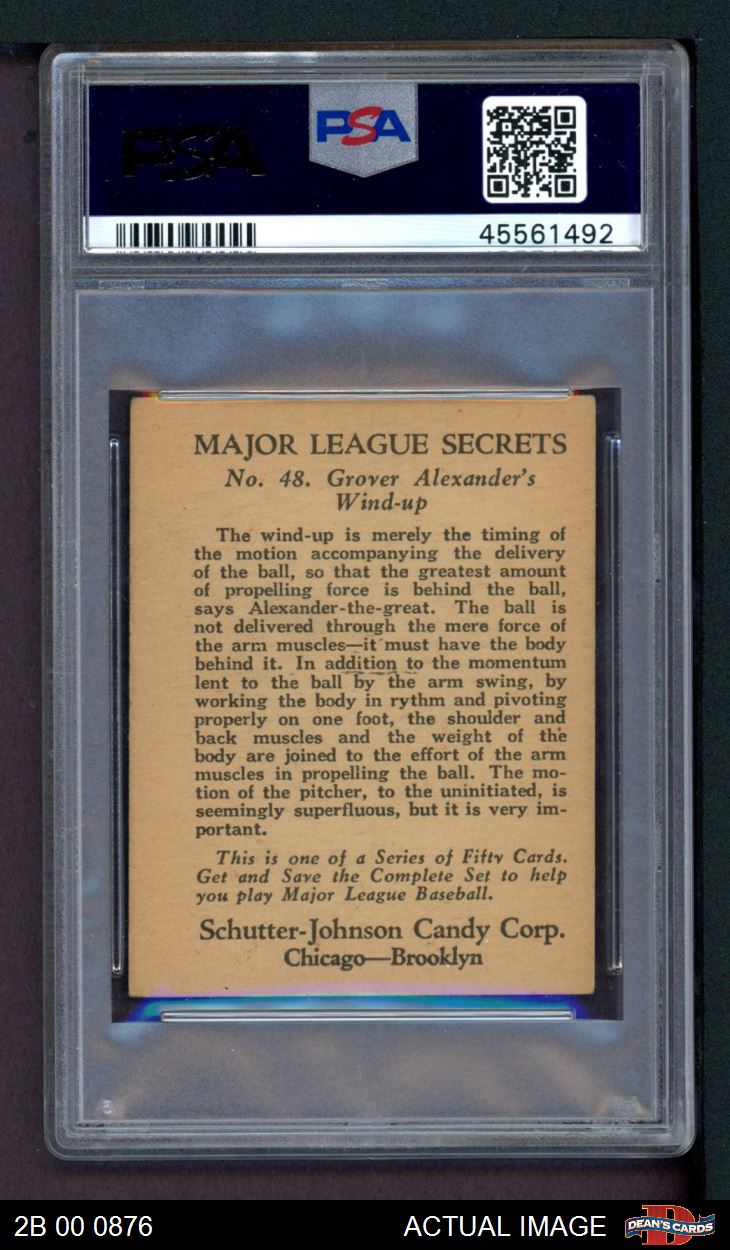 PSA
PSA
45561492
MAJOR LEAGUE SECRETS
No. 48. Grover Alexander's
Wind-up
The wind-up is merely the timing of
the motion accompanying the delivery
of the ball, so that the greatest amount
of propelling force is behind the ball,
says Alexander-the-great. The ball is
not delivered through the mere force of
the arm muscles—it must have the body
behind it. In addition to the momentum
lent to the ball by the arm swing, by
working the body in rythm and pivoting
properly on one foot, the shoulder and
back muscles and the weight of the
body are joined to the effort of the arm
muscles in propelling the ball. The mo-
tion of the pitcher, to the uninitiated, is
seemingly superfluous, but it is very im-
portant.
This is one of a Series of Fifty Cards.
Get and Save the Complete Set to help
you play Major League Baseball.
Schutter-Johnson Candy Corp.
Chicago—Brooklyn
2B 00 0876
ACTUAL IMAGE
D
DEAN'S CARDS